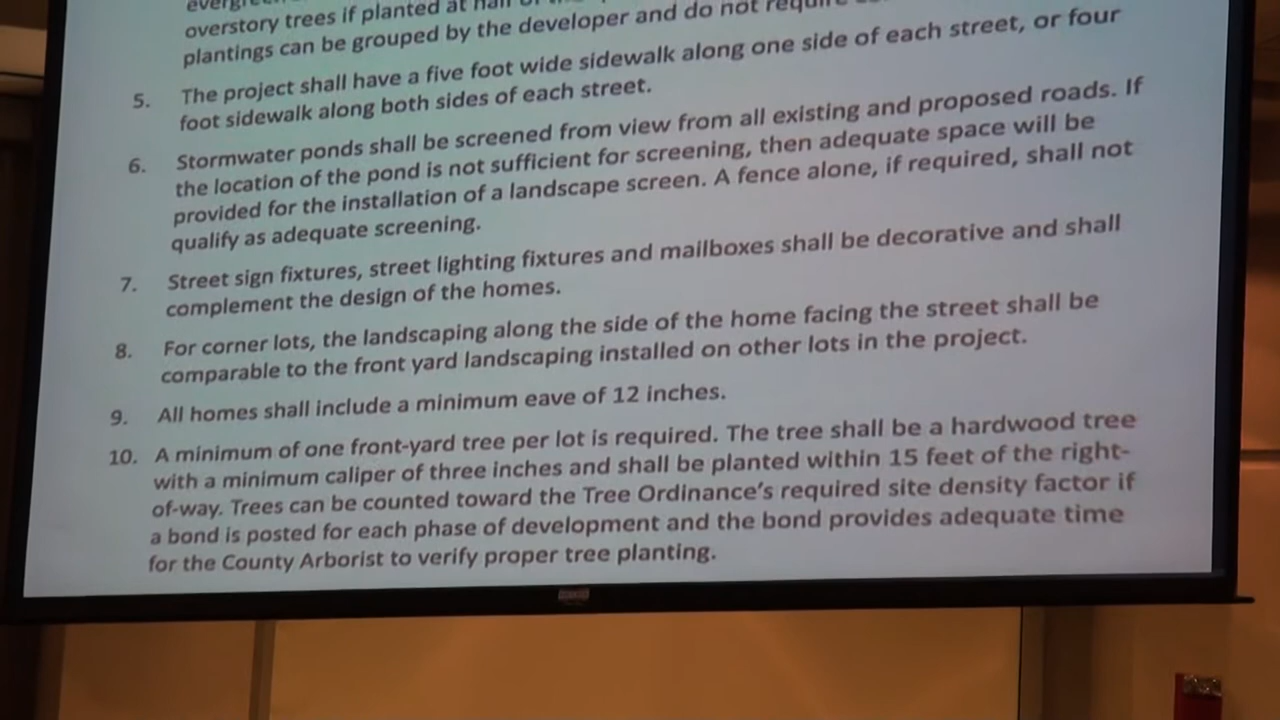 overstory trees if planted at half of the
plantings can be grouped by the developer and do not require
5. The project shall have a five foot wide sidewalk along one side of each street, or four
foot sidewalk along both sides of each street.
6. Stormwater ponds shall be screened from view from all existing and proposed roads. If
the location of the pond is not sufficient for screening, then adequate space will be
provided for the installation of a landscape screen. A fence alone, if required, shall not
qualify as adequate screening.
7. Street sign fixtures, street lighting fixtures and mailboxes shall be decorative and shall
complement the design of the homes.
8. For corner lots, the landscaping along the side of the home facing the street shall be
comparable to the front yard landscaping installed on other lots in the project.
9. All homes shall include a minimum eave of 12 inches.
10. A minimum of one front-yard tree per lot is required. The tree shall be a hardwood tree
with a minimum caliper of three inches and shall be planted within 15 feet of the right-
of-way. Trees can be counted toward the Tree Ordinance's required site density factor if
a bond is posted for each phase of development and the bond provides adequate time
for the County Arborist to verify proper tree planting.